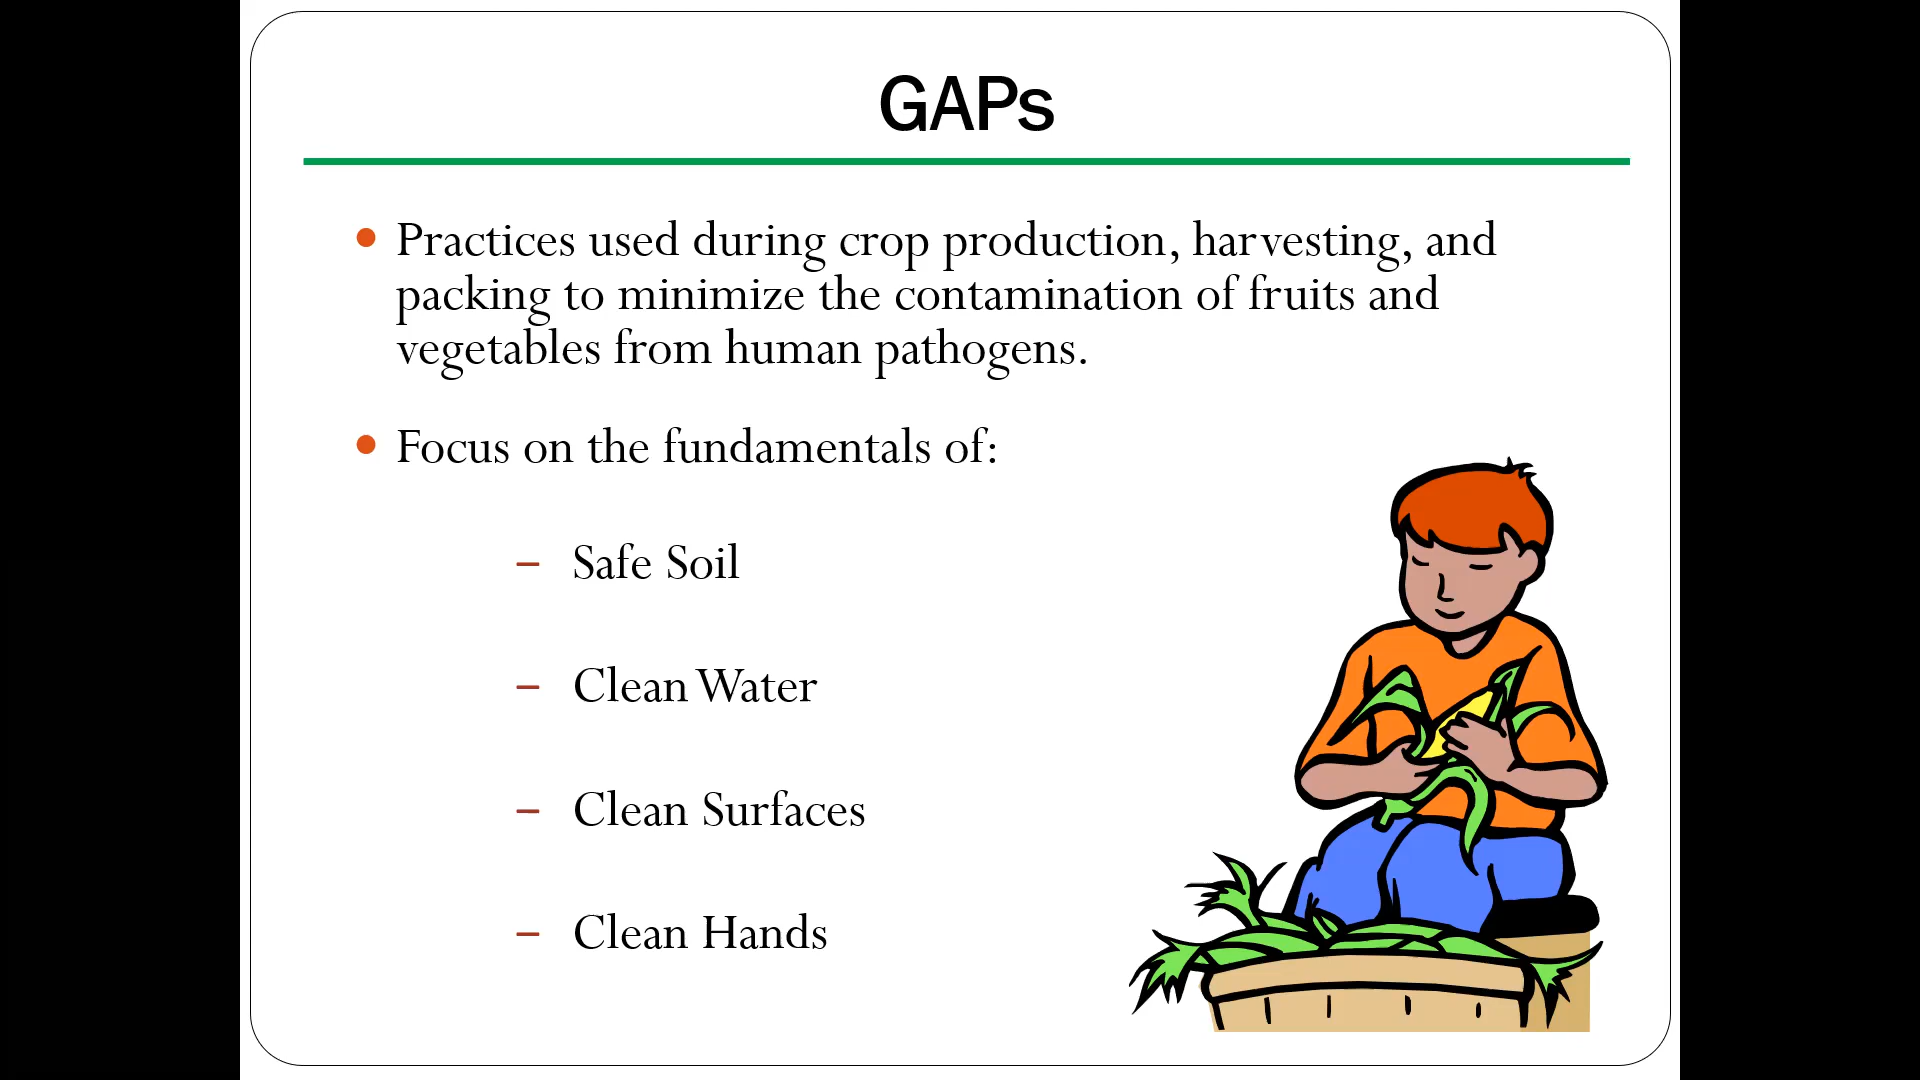 GAPs
• Practices used during crop production, harvesting, and
packing to minimize the contamination of fruits and
vegetables from human pathogens.
• Focus on the fundamentals of:
– Safe Soil
– Clean Water
– Clean Surfaces
– Clean Hands